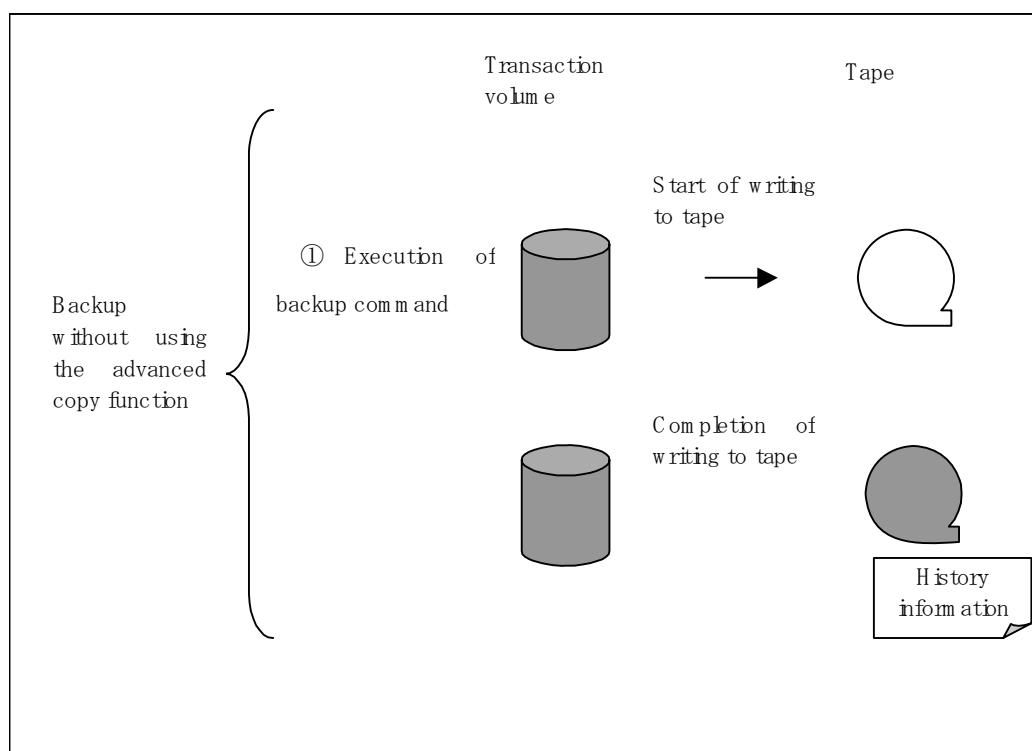 Transaction
volume
Tape
Start of writing
to tape
① Execution of
backup command
Backup
without using
the advanced
copy function
Completion of
writing to tape
History
information